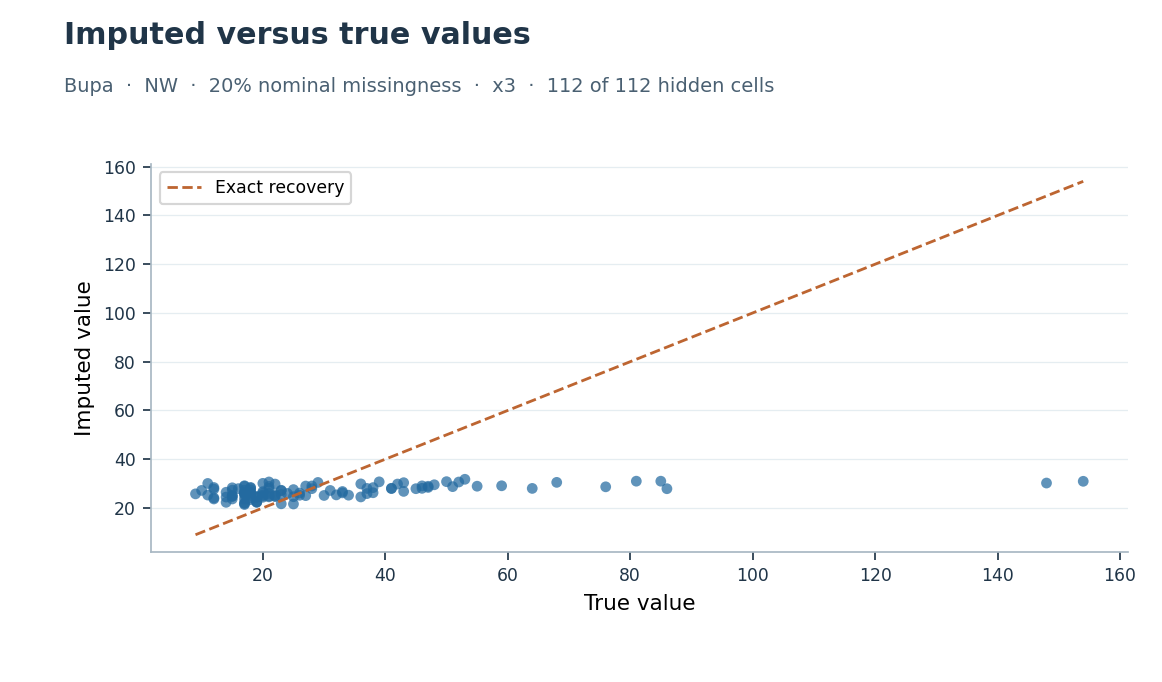 Imputed versus true values
Bupa · NW · 20% nominal missingness · x3 · 112 of 112 hidden cells
Exact recovery
160
140
120
100
80
60
40
20
Imputed value
20 40 60 80 100 120 140 160
True value